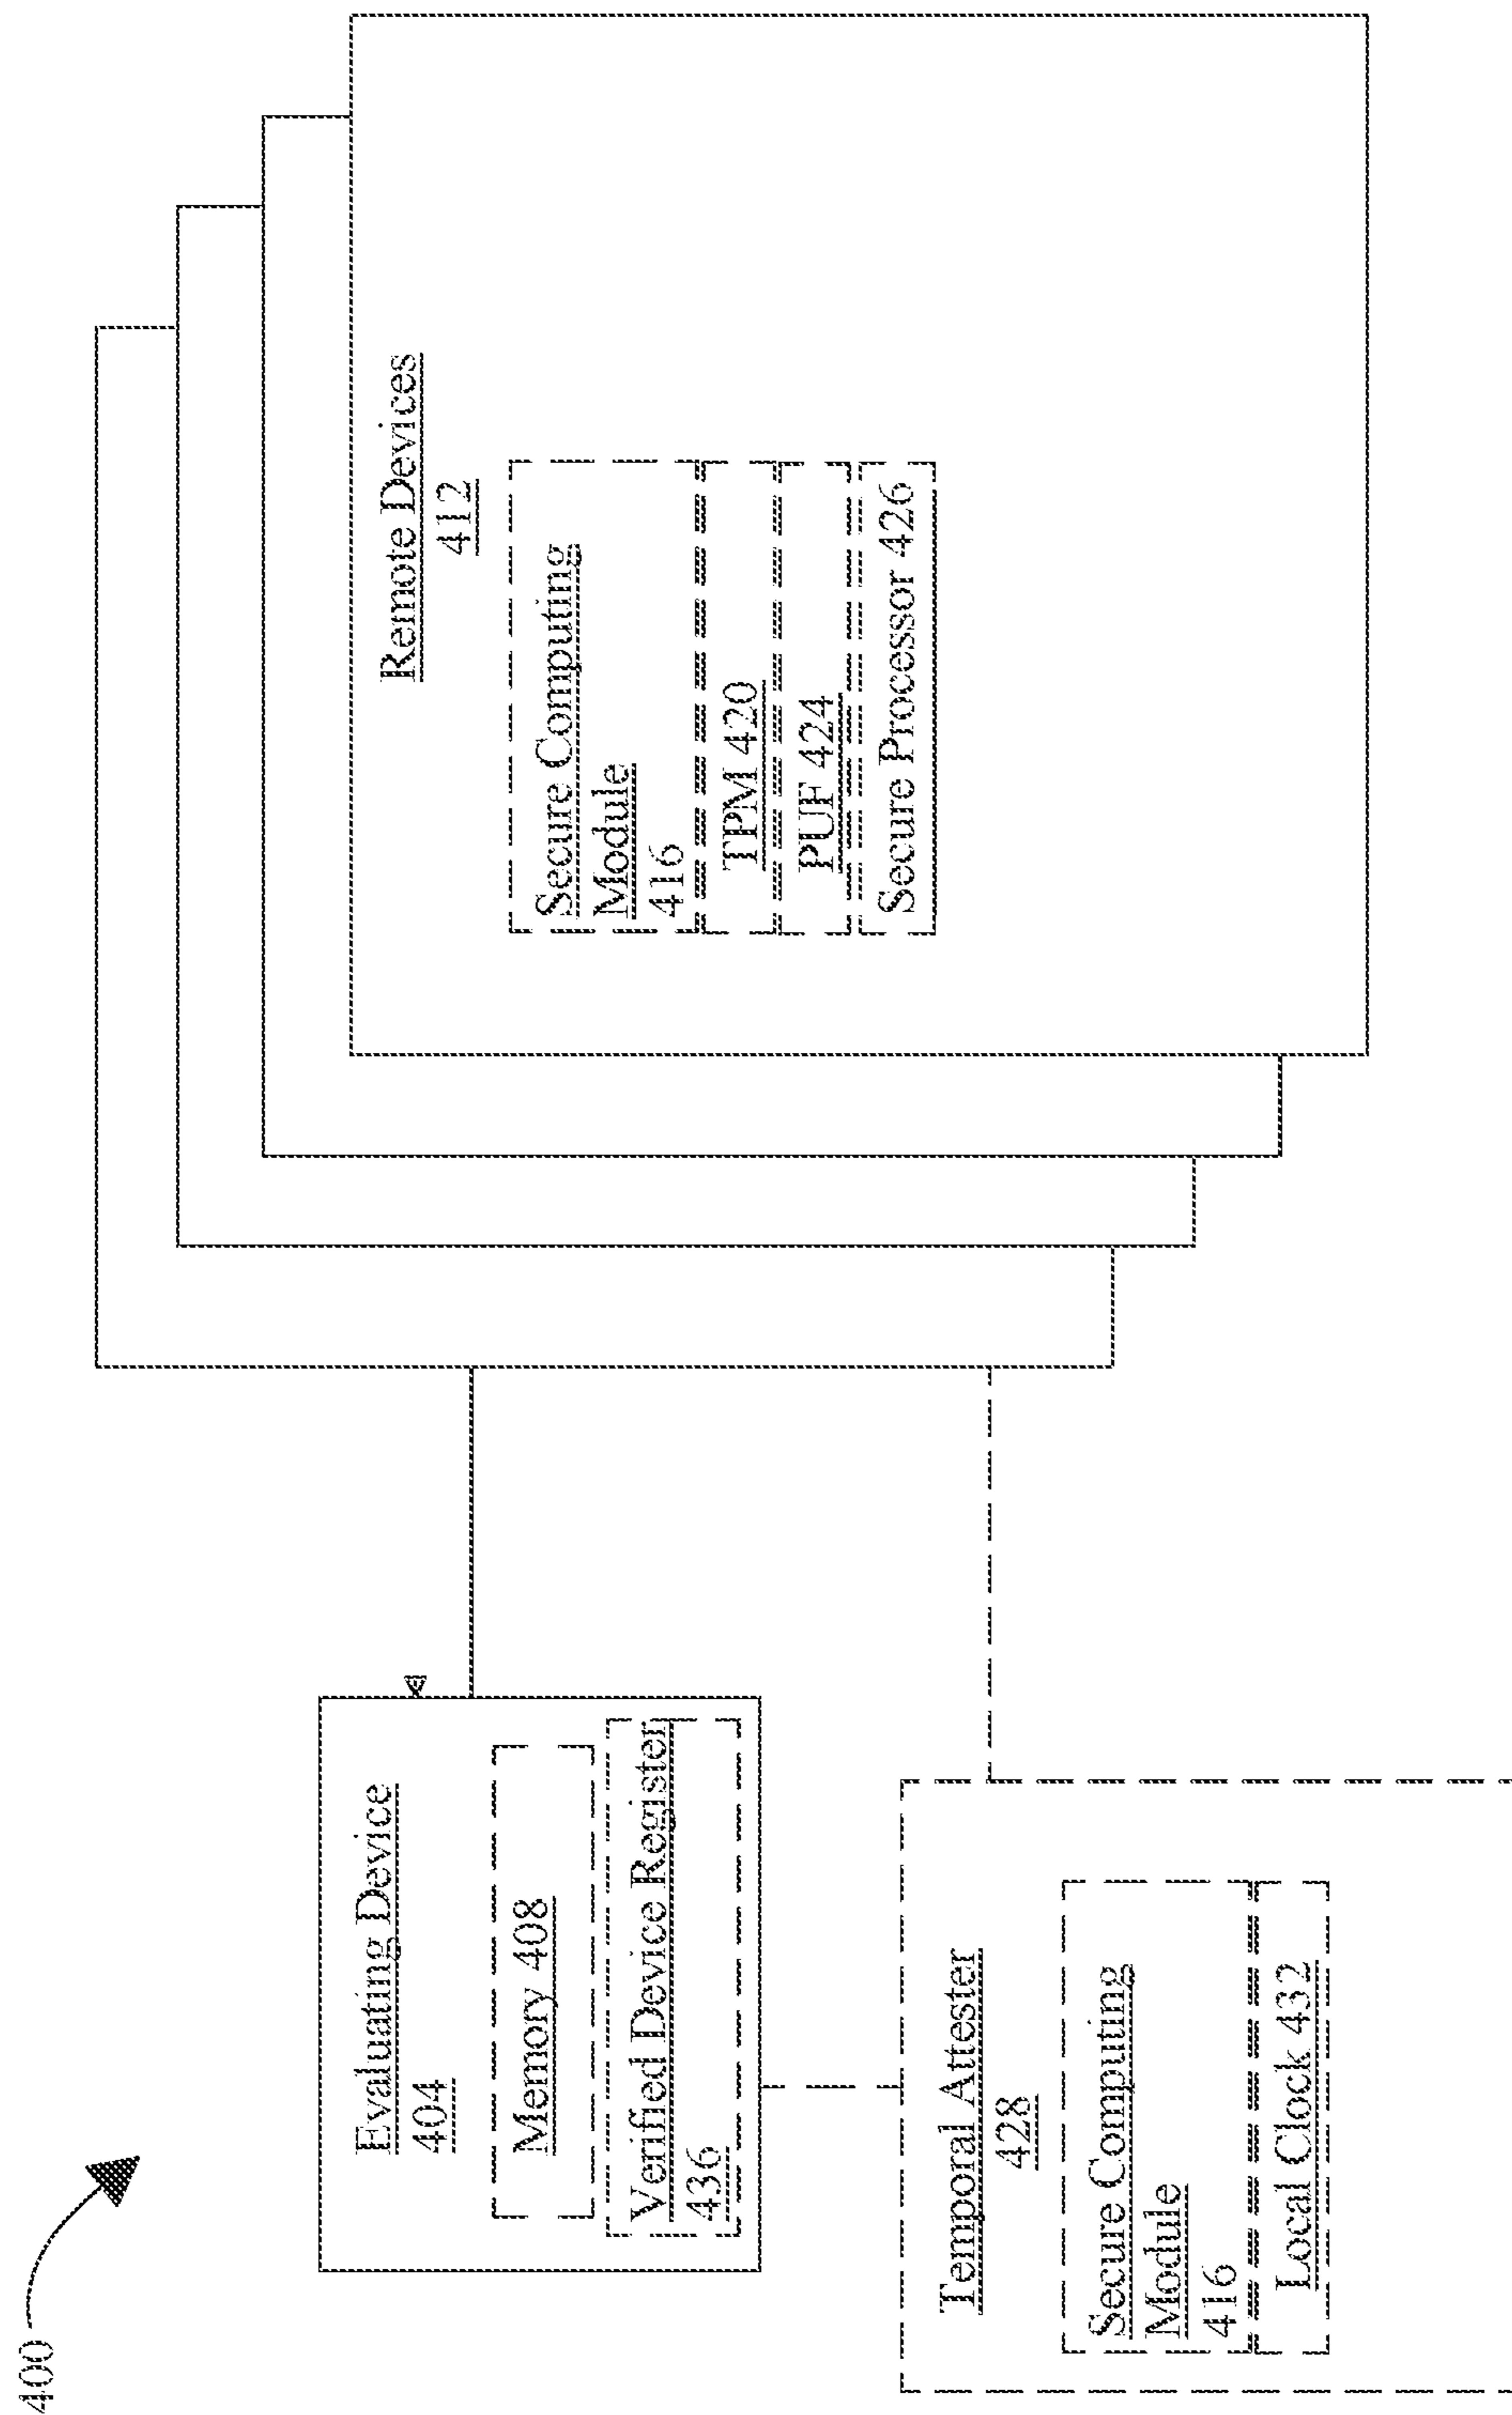 400
Evaluating Device
404
Memory 408
Verified Device Register
436
Temporal Attester
428
Secure Computing
Module
416
Local Clock 432
Remote Devices
412
Secure Computing
Module
416
TPM 420
PUF 424
Secure Processor 426